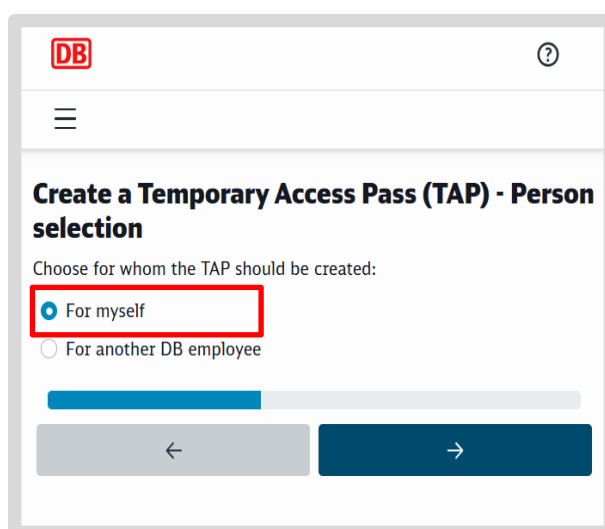 DB
Create a Temporary Access Pass (TAP) - Person
selection
Choose for whom the TAP should be created:
For myself
For another DB employee